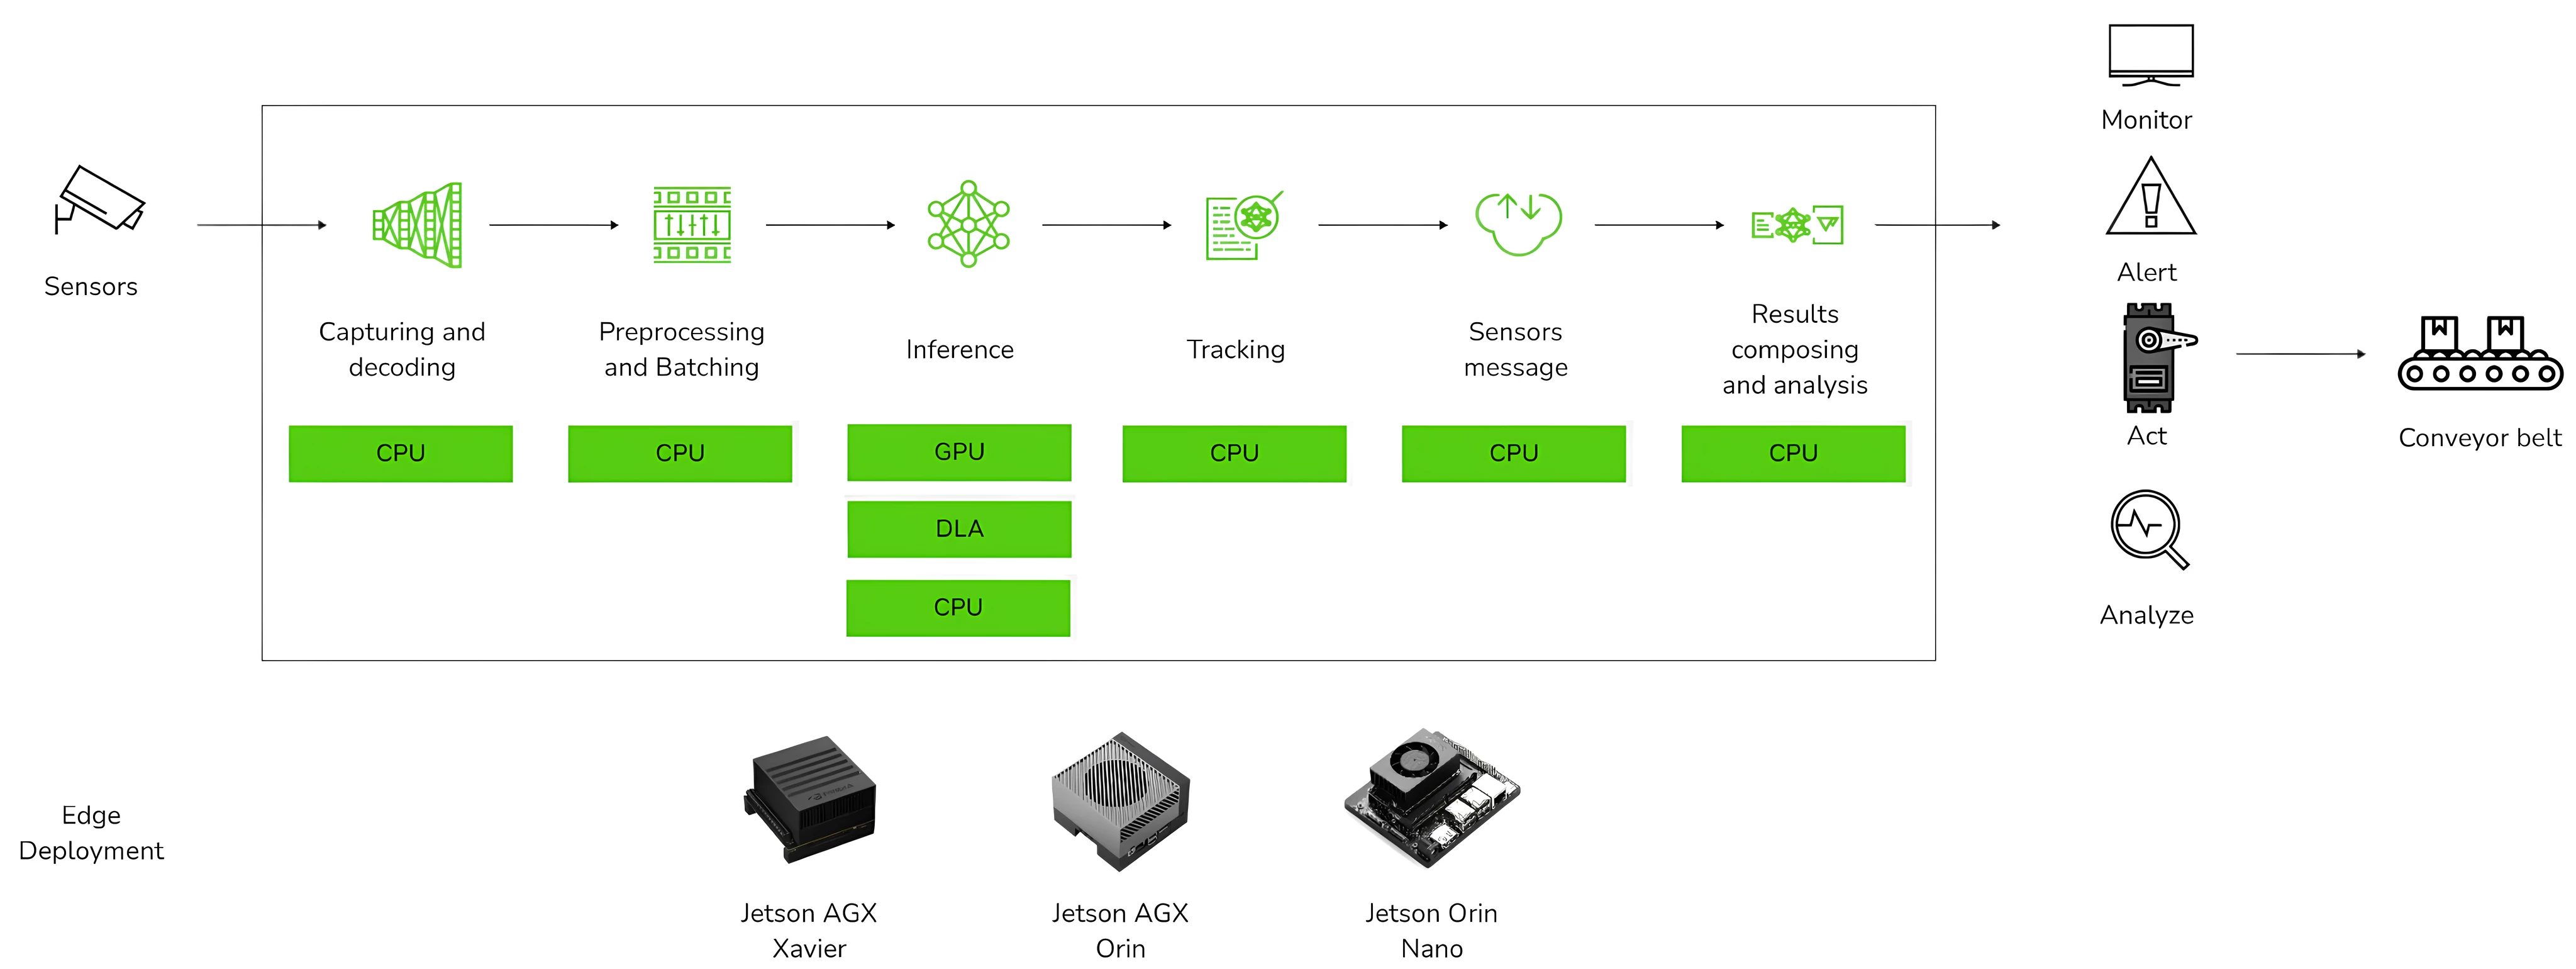 Monitor
Sensors
Alert
Capturing and
decoding
Preprocessing
and Batching
Inference
Tracking
Sensors
message
Results
composing
and analysis
Act
Conveyor belt
CPU
CPU
GPU
CPU
CPU
CPU
DLA
CPU
Analyze
Edge
Deployment
Jetson AGX
Xavier
Jetson AGX
Orin
Jetson Orin
Nano